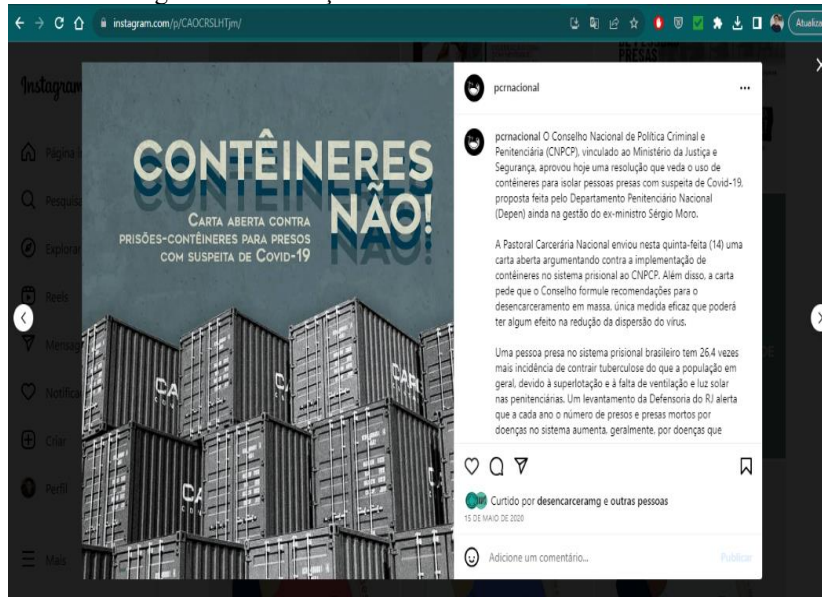 instagram.com/p/CAOCRSLHTjm/
Atualiza
Instagram
Página in
Pesquisa
Explorar
Reels
Mensag
Notificaç
Criar
Perfil
Mais
CONTÊINERES
NÃO!
CARTA ABERTA CONTRA
PRISÕES-CONTÊINERES PARA PRESOS
COM SUSPEITA DE COVID-19
pcrnacional
pcrnacional O Conselho Nacional de Política Criminal e
Penitenciária (CNPCP), vinculado ao Ministério da Justiça e
Segurança, aprovou hoje uma resolução que veda o uso de
contêineres para isolar pessoas presas com suspeita de Covid-19,
proposta feita pelo Departamento Penitenciário Nacional
(Depen) ainda na gestão do ex-ministro Sérgio Moro.
A Pastoral Carcerária Nacional enviou nesta quinta-feira (14) uma
carta aberta argumentando contra a implementação de
contêineres no sistema prisional ao CNPCP. Além disso, a carta
pede que o Conselho formule recomendações para o
desencarceramento em massa, única medida eficaz que poderá
ter algum efeito na redução da dispersão do vírus.
Uma pessoa presa no sistema prisional brasileiro tem 26,4 vezes
mais incidência de contrair tuberculose do que a população em
geral, devido à superlotação e à falta de ventilação e luz solar
nas penitenciárias. Um levantamento da Defensoria do RJ alerta
que a cada ano o número de presos e presas mortos por
doenças no sistema aumenta, geralmente, por doenças que
Curtido por desencarceramg e outras pessoas
15 DE MAIO DE 2020
Adicione um comentário...
Publicar